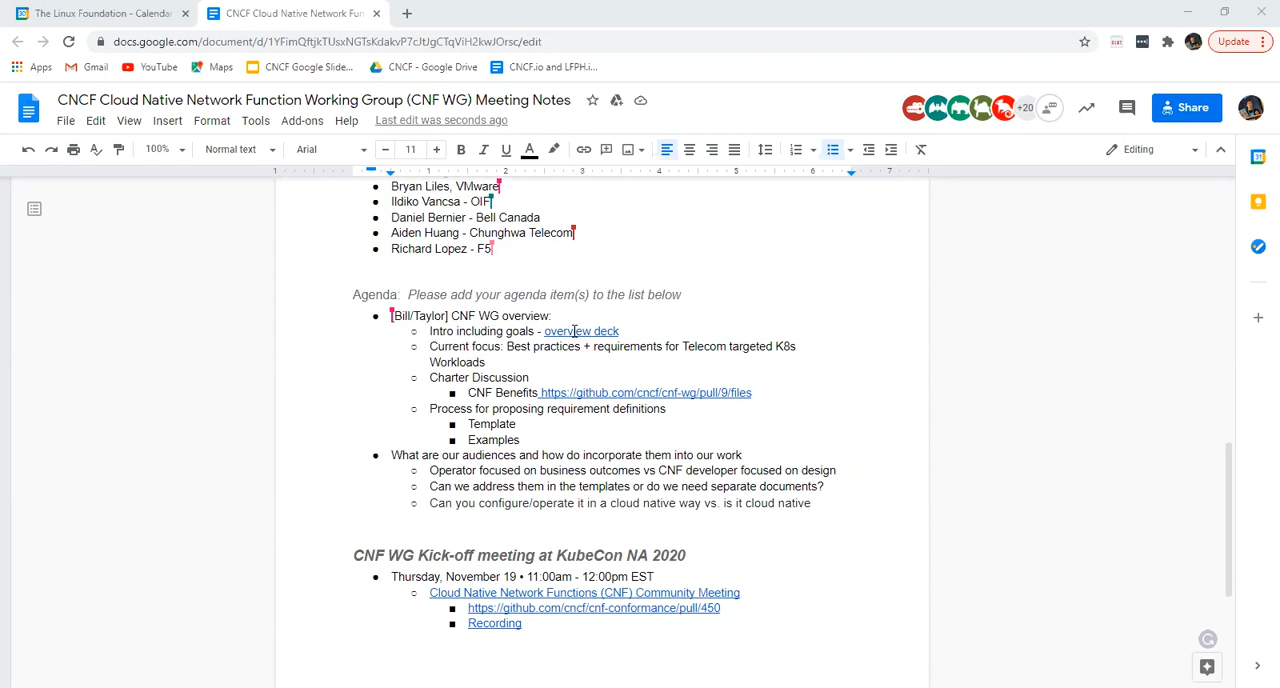 The Linux Foundation - Calendar
CNCF Cloud Native Network Fun
docs.google.com/document/d/1YFimQftjkTUsxNGTsKdakvP7cJtJgCTqViH2kwJOrsc/edit
Update
Apps
Gmail
YouTube
Maps
CNCF Google Slide...
CNCF - Google Drive
CNCF.io and LFPH.i...
CNCF Cloud Native Network Function Working Group (CNF WG) Meeting Notes
+20
Share
File Edit View Insert Format Tools Add-ons Help Last edit was seconds ago
100% Normal text Arial - 11 + B I U A Editing
1 1 2 3 4 5 6 7
Bryan Liles, VMware
Ildiko Vancsa - OIF
Daniel Bernier - Bell Canada
Aiden Huang - Chunghwa Telecom
Richard Lopez - F5
Agenda: Please add your agenda item(s) to the list below
[Bill/Taylor] CNF WG overview:
Intro including goals - overview deck
Current focus: Best practices + requirements for Telecom targeted K8s
Workloads
Charter Discussion
CNF Benefits https://github.com/cncf/cnf-wg/pull/9/files
Process for proposing requirement definitions
Template
Examples
What are our audiences and how do incorporate them into our work
Operator focused on business outcomes vs CNF developer focused on design
Can we address them in the templates or do we need separate documents?
Can you configure/operate it in a cloud native way vs. is it cloud native
CNF WG Kick-off meeting at KubeCon NA 2020
Thursday, November 19 • 11:00am - 12:00pm EST
Cloud Native Network Functions (CNF) Community Meeting
https://github.com/cncf/cnf-conformance/pull/450
Recording